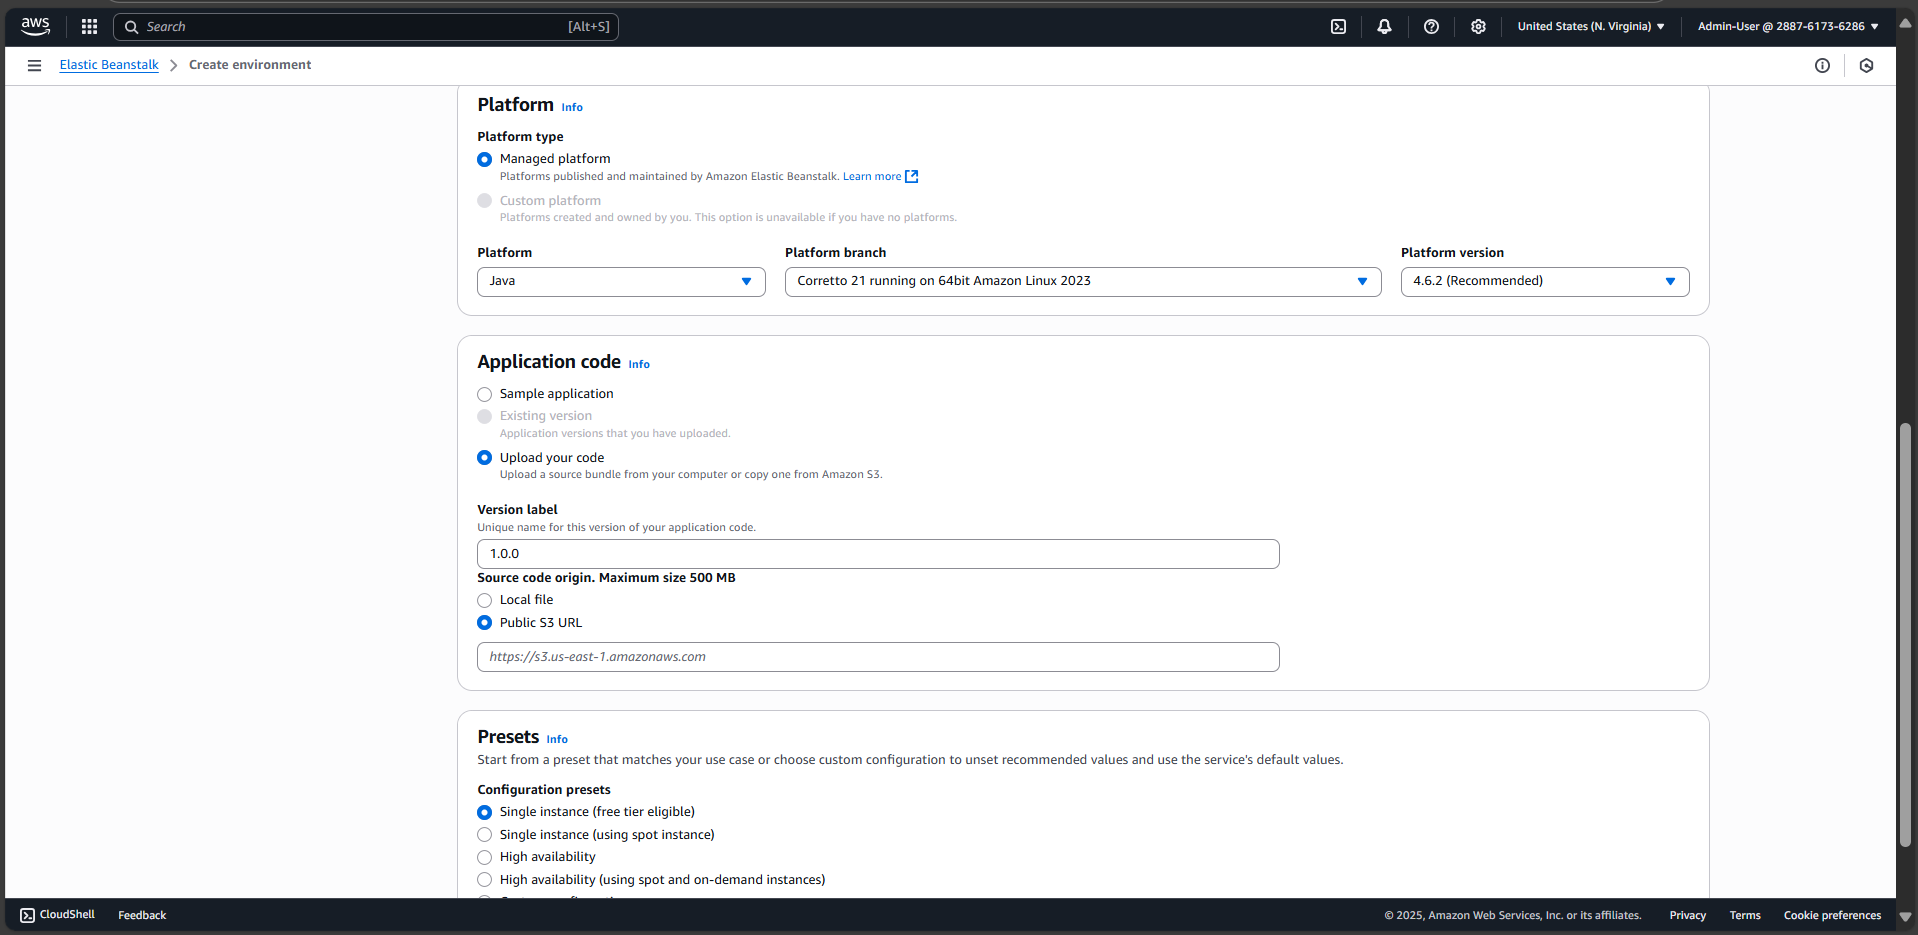 aws
Search
[Alt+S]
United States (N. Virginia)
Admin-User @ 2887-6173-6286
Elastic Beanstalk
Create environment
Platform Info
Platform type
Managed platform
Platforms published and maintained by Amazon Elastic Beanstalk. Learn more
Custom platform
Platforms created and owned by you. This option is unavailable if you have no platforms.
Platform
Platform branch
Platform version
Java
Corretto 21 running on 64bit Amazon Linux 2023
4.6.2 (Recommended)
Application code Info
Sample application
Existing version
Application versions that you have uploaded.
Upload your code
Upload a source bundle from your computer or copy one from Amazon S3.
Version label
Unique name for this version of your application code.
1.0.0
Source code origin. Maximum size 500 MB
Local file
Public S3 URL
https://s3.us-east-1.amazonaws.com
Presets Info
Start from a preset that matches your use case or choose custom configuration to unset recommended values and use the service's default values.
Configuration presets
Single instance (free tier eligible)
Single instance (using spot instance)
High availability
High availability (using spot and on-demand instances)
CloudShell
Feedback
© 2025, Amazon Web Services, Inc. or its affiliates.
Privacy
Terms
Cookie preferences